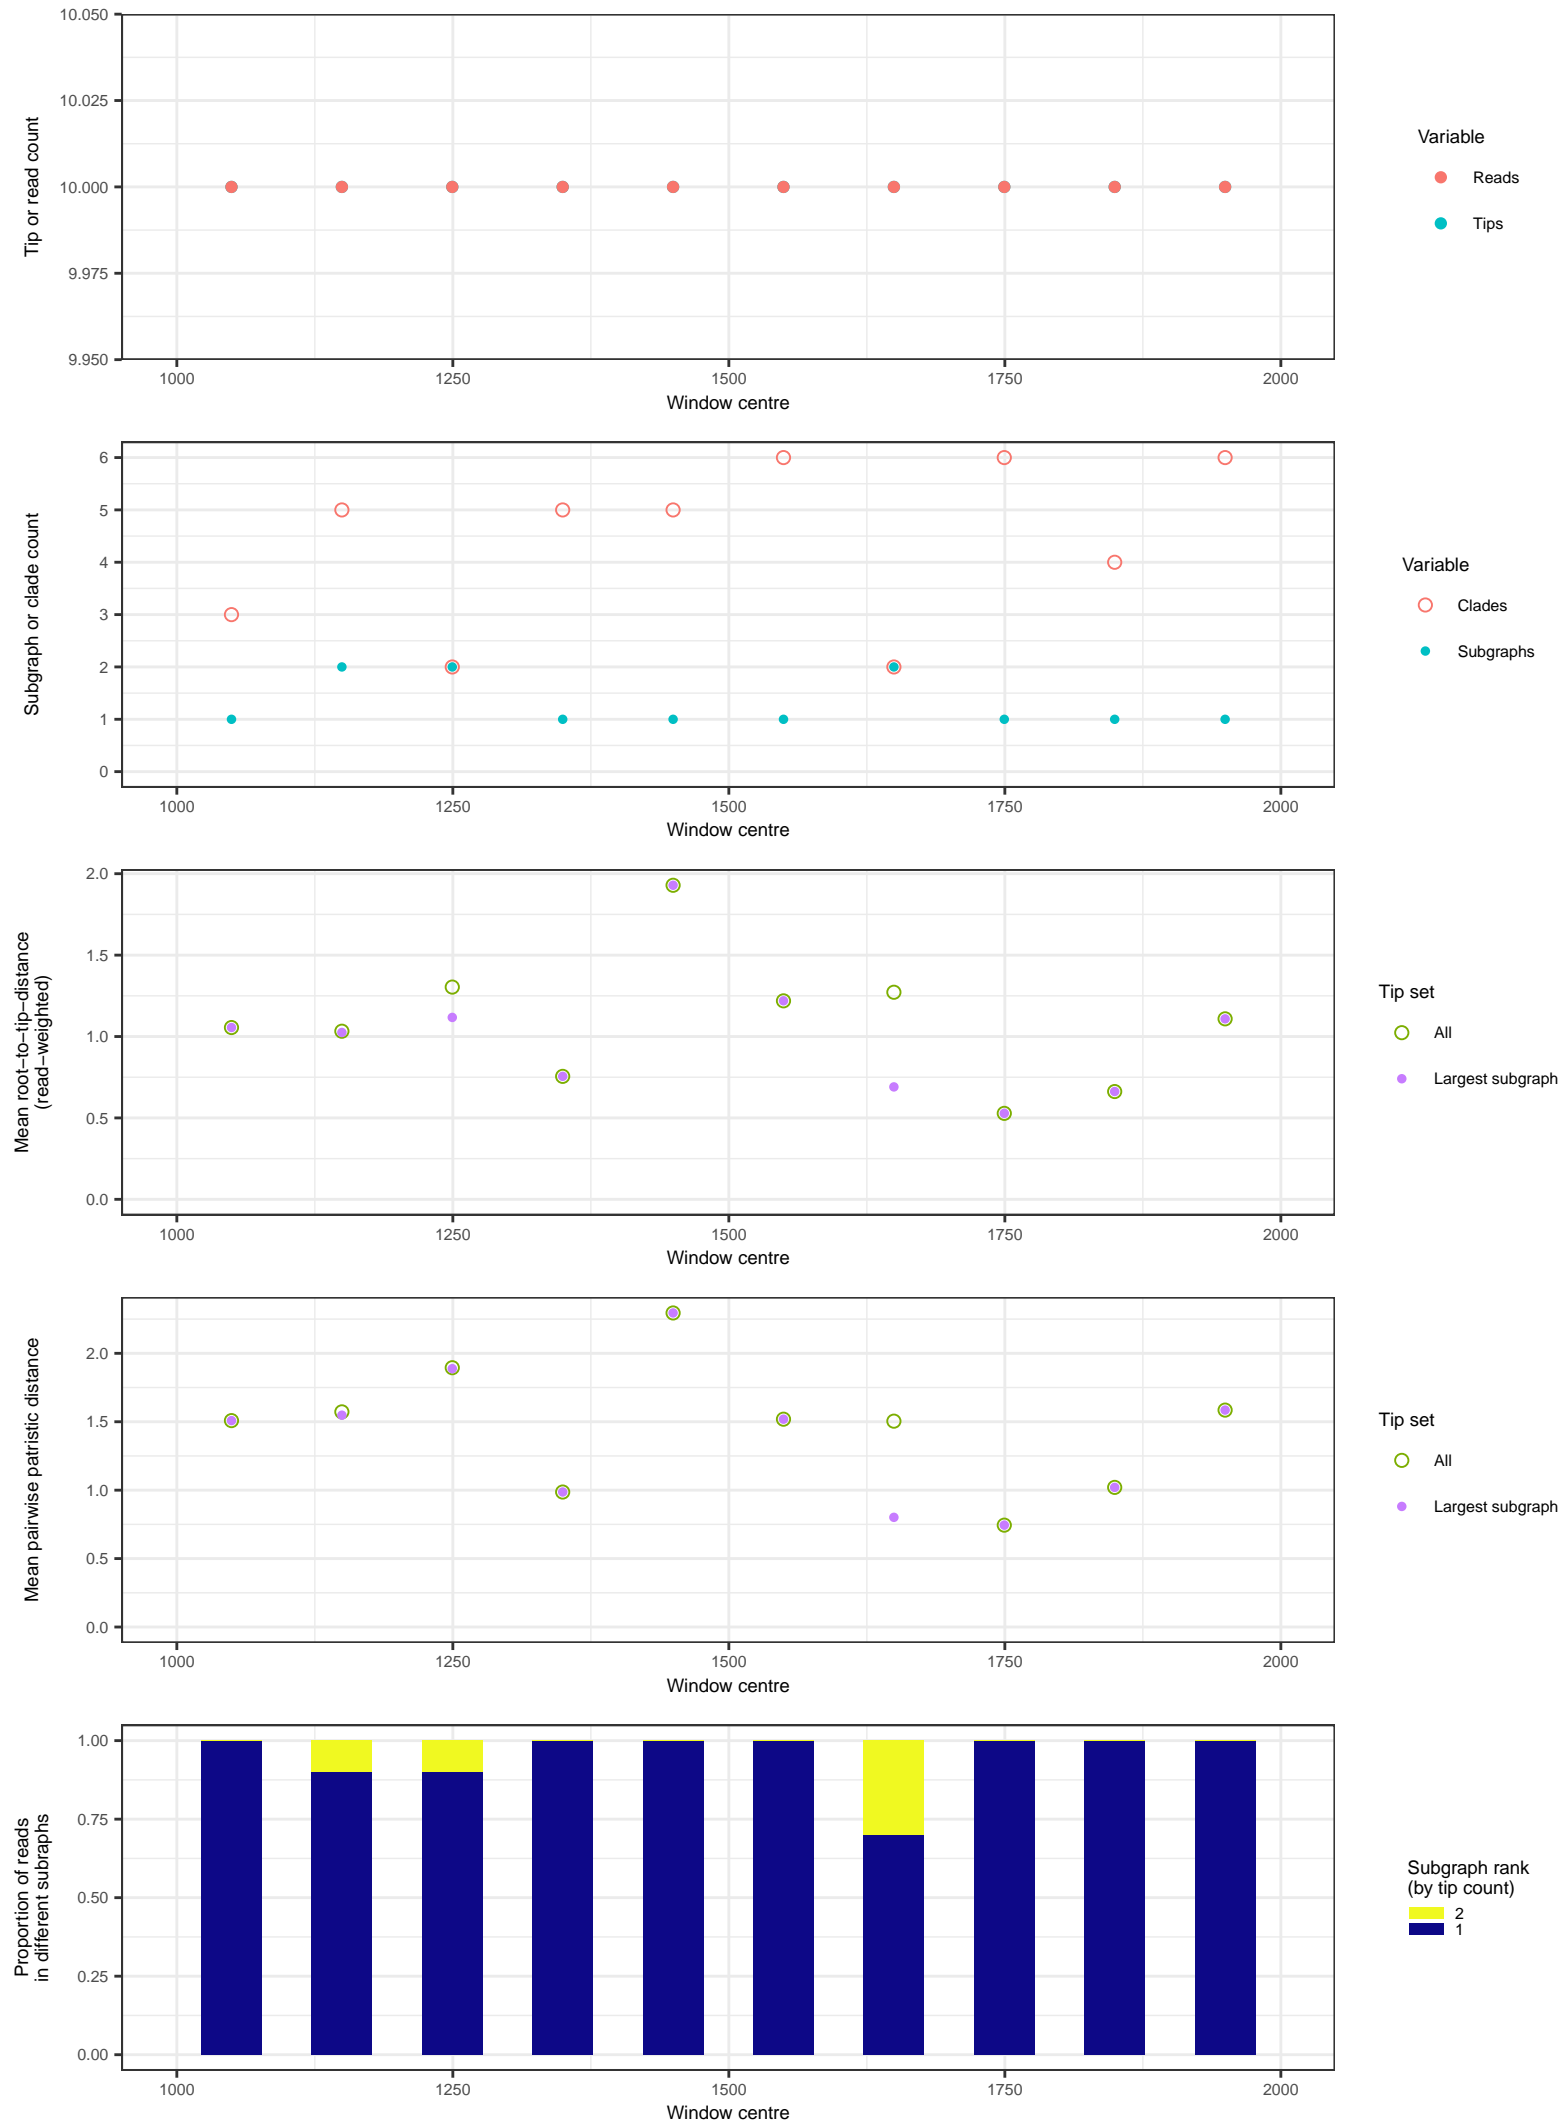 10.050
10.025
10.000
9.975
9.950
Tip or read count
1000 1250 1500 1750 2000
Window centre
Variable
Reads
Tips
6
5
4
3
2
1
0
Subgraph or clade count
1000 1250 1500 1750 2000
Window centre
Variable
Clades
Subgraphs
2.0
1.5
1.0
0.5
0.0
Mean root−to−tip−distance
(read−weighted)
1000 1250 1500 1750 2000
Window centre
Tip set
All
Largest subgraph
2.0
1.5
1.0
0.5
0.0
Mean pairwise patristic distance
1000 1250 1500 1750 2000
Window centre
Tip set
All
Largest subgraph
1.00
0.75
0.50
0.25
0.00
Proportion of reads
in different subraphs
1000 1250 1500 1750 2000
Window centre
Subgraph rank
(by tip count)
2
1